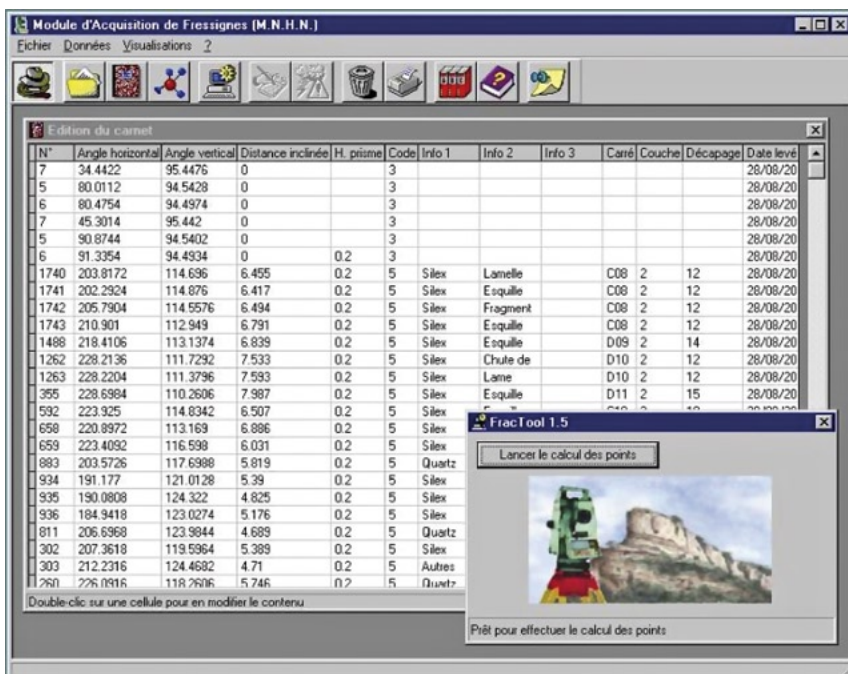 Module d'Acquisition de Fressignes (M.N.H.N.)
Fichier Données Visualisations ?
Edition du carnet
N° Angle horizontal Angle vertical Distance inclinée H. prisme Code Info 1 Info 2 Info 3 Carré Couche Décapage Date levé
7 34.4422 95.4476 0 3 28/08/20
5 80.0112 94.5428 0 3 28/08/20
6 80.4754 94.4974 0 3 28/08/20
7 45.3014 95.442 0 3 28/08/20
5 90.8744 94.5402 0 3 28/08/20
6 91.3354 94.4934 0 0.2 3 28/08/20
1740 203.8172 114.696 6.455 0.2 5 Silex Lamelle C08 2 12 28/08/20
1741 202.2924 114.876 6.417 0.2 5 Silex Esquille C08 2 12 28/08/20
1742 205.7904 114.5576 6.494 0.2 5 Silex Fragment C08 2 12 28/08/20
1743 210.901 112.949 6.791 0.2 5 Silex Esquille C08 2 12 28/08/20
1488 218.4106 113.1374 6.839 0.2 5 Silex Esquille D09 2 14 28/08/20
1262 228.2136 111.7292 7.533 0.2 5 Silex Chute de D10 2 12 28/08/20
1263 228.2204 111.3796 7.593 0.2 5 Silex Lame D10 2 12 28/08/20
355 228.6984 110.2606 7.987 0.2 5 Silex Esquille D11 2 15 28/08/20
592 223.925 114.8342 6.507 0.2 5 Silex
658 220.8972 113.169 6.886 0.2 5 Silex
659 223.4092 116.598 6.031 0.2 5 Silex
883 203.5726 117.6988 5.819 0.2 5 Quartz
934 191.177 121.0128 5.39 0.2 5 Silex
935 190.0808 124.322 4.825 0.2 5 Silex
936 184.9418 123.0274 5.176 0.2 5 Silex
811 206.6968 123.9844 4.689 0.2 5 Quartz
302 207.3618 119.5964 5.389 0.2 5 Silex
303 212.2316 124.4682 4.71 0.2 5 Autres
260 226.0916 118.2606 5.746 0.2 5 Quartz
Double-clic sur une cellule pour en modifier le contenu
FracTool 1.5
Lancer le calcul des points
Prêt pour effectuer le calcul des points